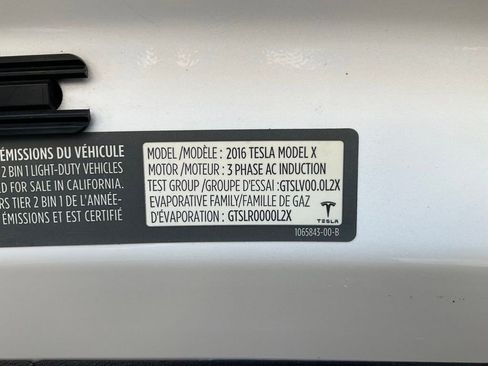 ÉMISSIONS DU VÉHICULE
2 BIN 1 LIGHT-DUTY VEHICLES
LD FOR SALE IN CALIFORNIA.
RS TIER 2 BIN 1 DE L'ANNÉE-
ÉMISSIONS ET EST CERTIFIÉ
MODEL /MODÈLE : 2016 TESLA MODEL X
MOTOR /MOTEUR : 3 PHASE AC INDUCTION
TEST GROUP /GROUPE D'ESSAI :GTSLV00.0L2X
EVAPORATIVE FAMILY/FAMILLE DE GAZ
D'ÉVAPORATION : GTSLR0000L2X
TESLA
1065843-00-B